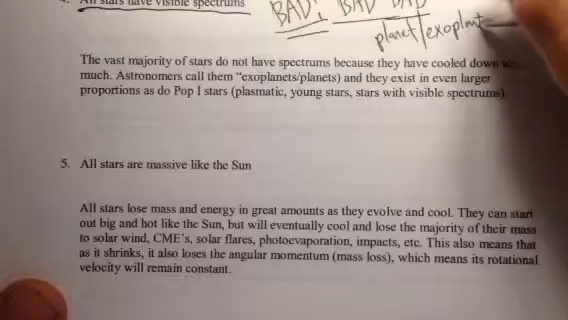 4. All stars have visible spectrums
BAD! BAD BAD
planet/exoplanet
The vast majority of stars do not have spectrums because they have cooled down
much. Astronomers call them “exoplanets/planets) and they exist in even larger
proportions as do Pop I stars (plasmatic, young stars, stars with visible spectrums)
5. All stars are massive like the Sun
All stars lose mass and energy in great amounts as they evolve and cool. They can start
out big and hot like the Sun, but will eventually cool and lose the majority of their mass
to solar wind, CME's, solar flares, photoevaporation, impacts, etc. This also means that
as it shrinks, it also loses the angular momentum (mass loss), which means its rotational
velocity will remain constant.